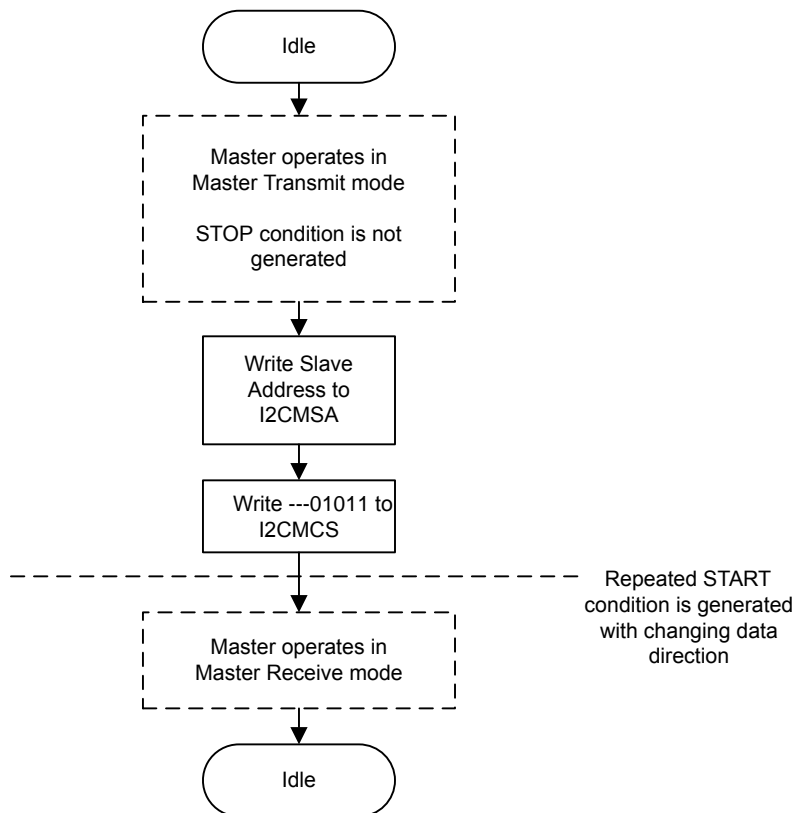 Idle
Master operates in
Master Transmit mode
STOP condition is not
generated
Write Slave
Address to
I2CMSA
Write ---01011 to
I2CMCS
Repeated START
condition is generated
with changing data
direction
Master operates in
Master Receive mode
Idle